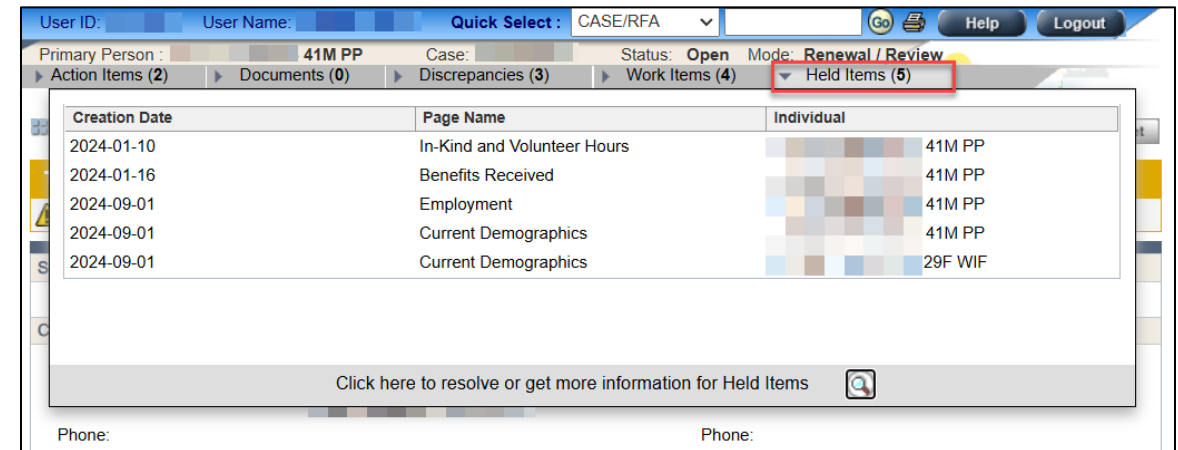 User ID: User Name: Quick Select : CASE/RFA Go Help Logout
Primary Person : 41M PP Case: Status: Open Mode: Renewal / Review
Action Items (2) Documents (0) Discrepancies (3) Work Items (4) Held Items (5)
Creation Date Page Name Individual
2024-01-10 In-Kind and Volunteer Hours 41M PP
2024-01-16 Benefits Received 41M PP
2024-09-01 Employment 41M PP
2024-09-01 Current Demographics 41M PP
2024-09-01 Current Demographics 29F WIF
Click here to resolve or get more information for Held Items
Phone: Phone: